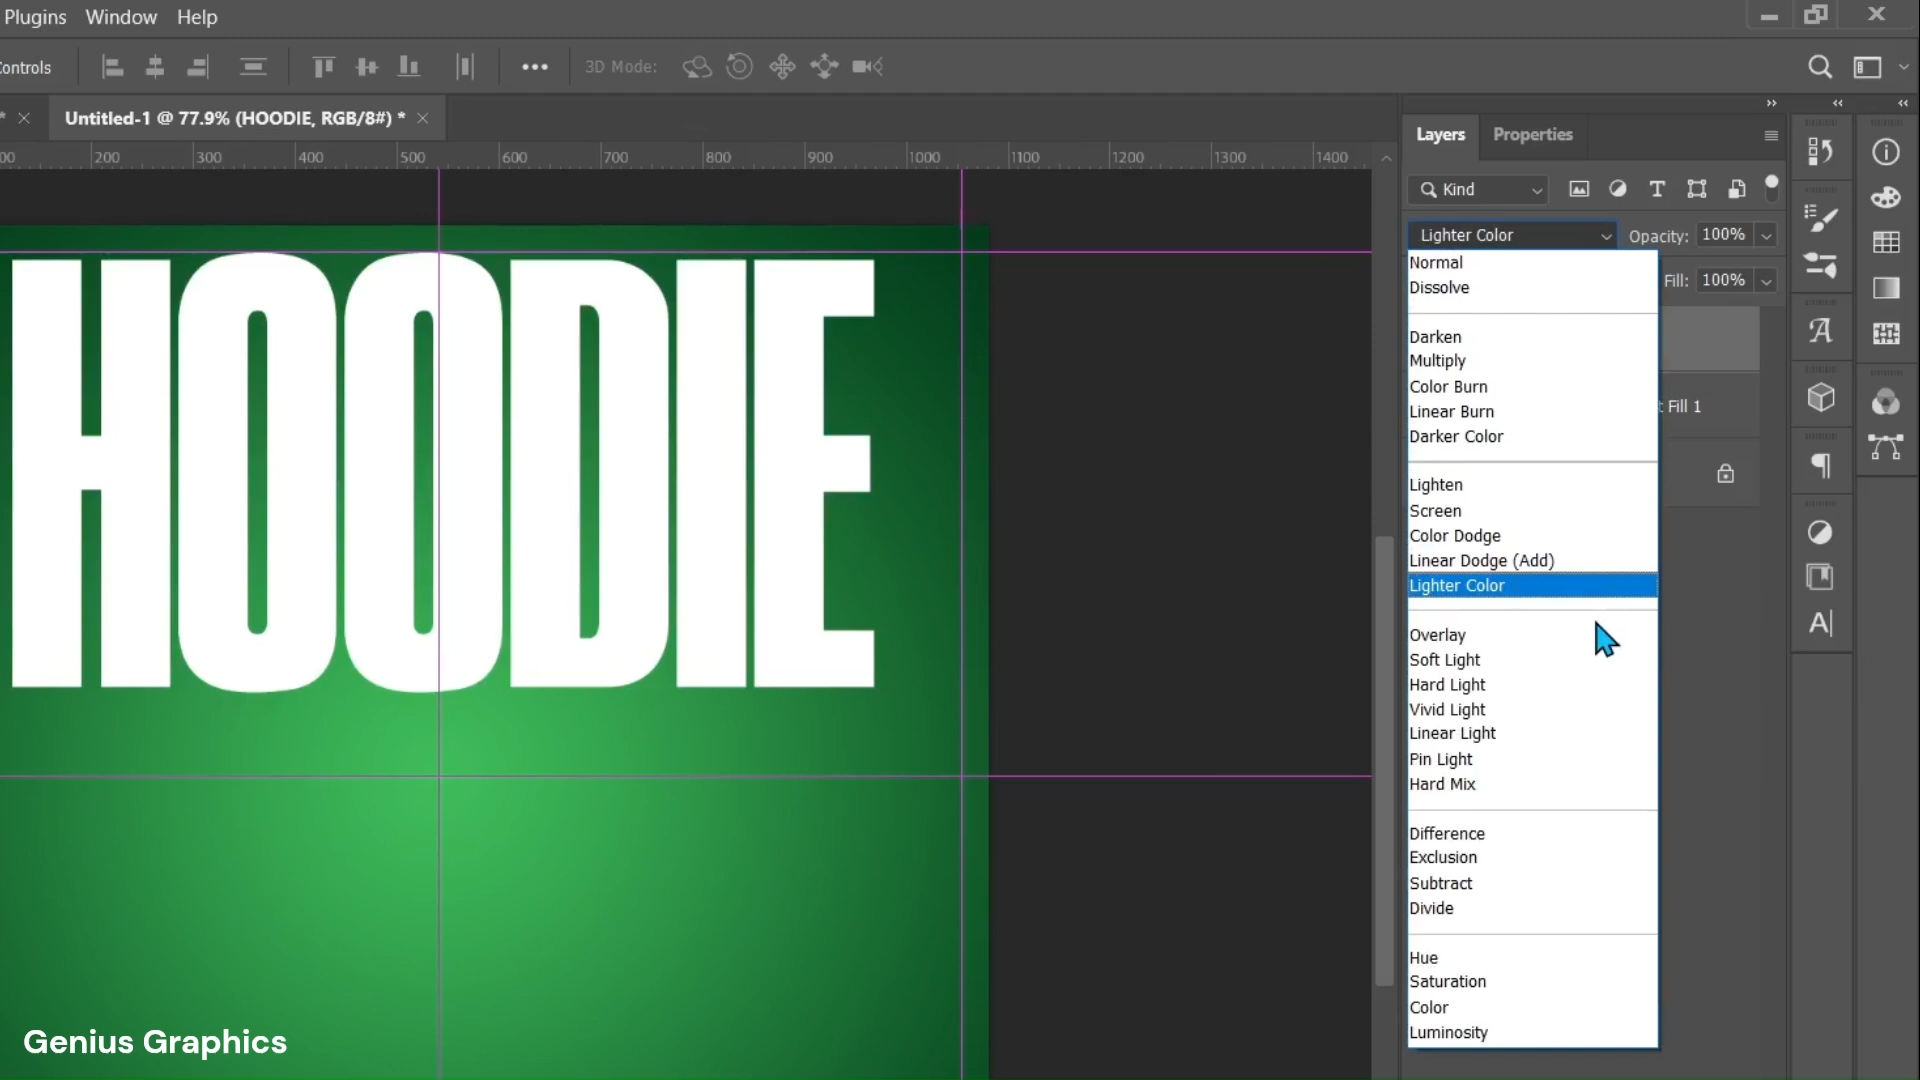 Plugins Window Help
ontrols
3D Mode:
* Untitled-1 @ 77.9% (HOODIE, RGB/8#) *
00 200 300 400 500 600 700 800 900 1000 1100 1200 1300 1400
Layers Properties
Kind
Lighter Color Opacity: 100%
Normal
Fill: 100%
Dissolve
Darken
Multiply
Color Burn
t Fill 1
Linear Burn
Darker Color
Lighten
Screen
Color Dodge
Linear Dodge (Add)
Lighter Color
Overlay
Soft Light
Hard Light
Vivid Light
Linear Light
Pin Light
Hard Mix
Difference
Exclusion
Subtract
Divide
Hue
Saturation
Color
Luminosity
HOODIE
Genius Graphics